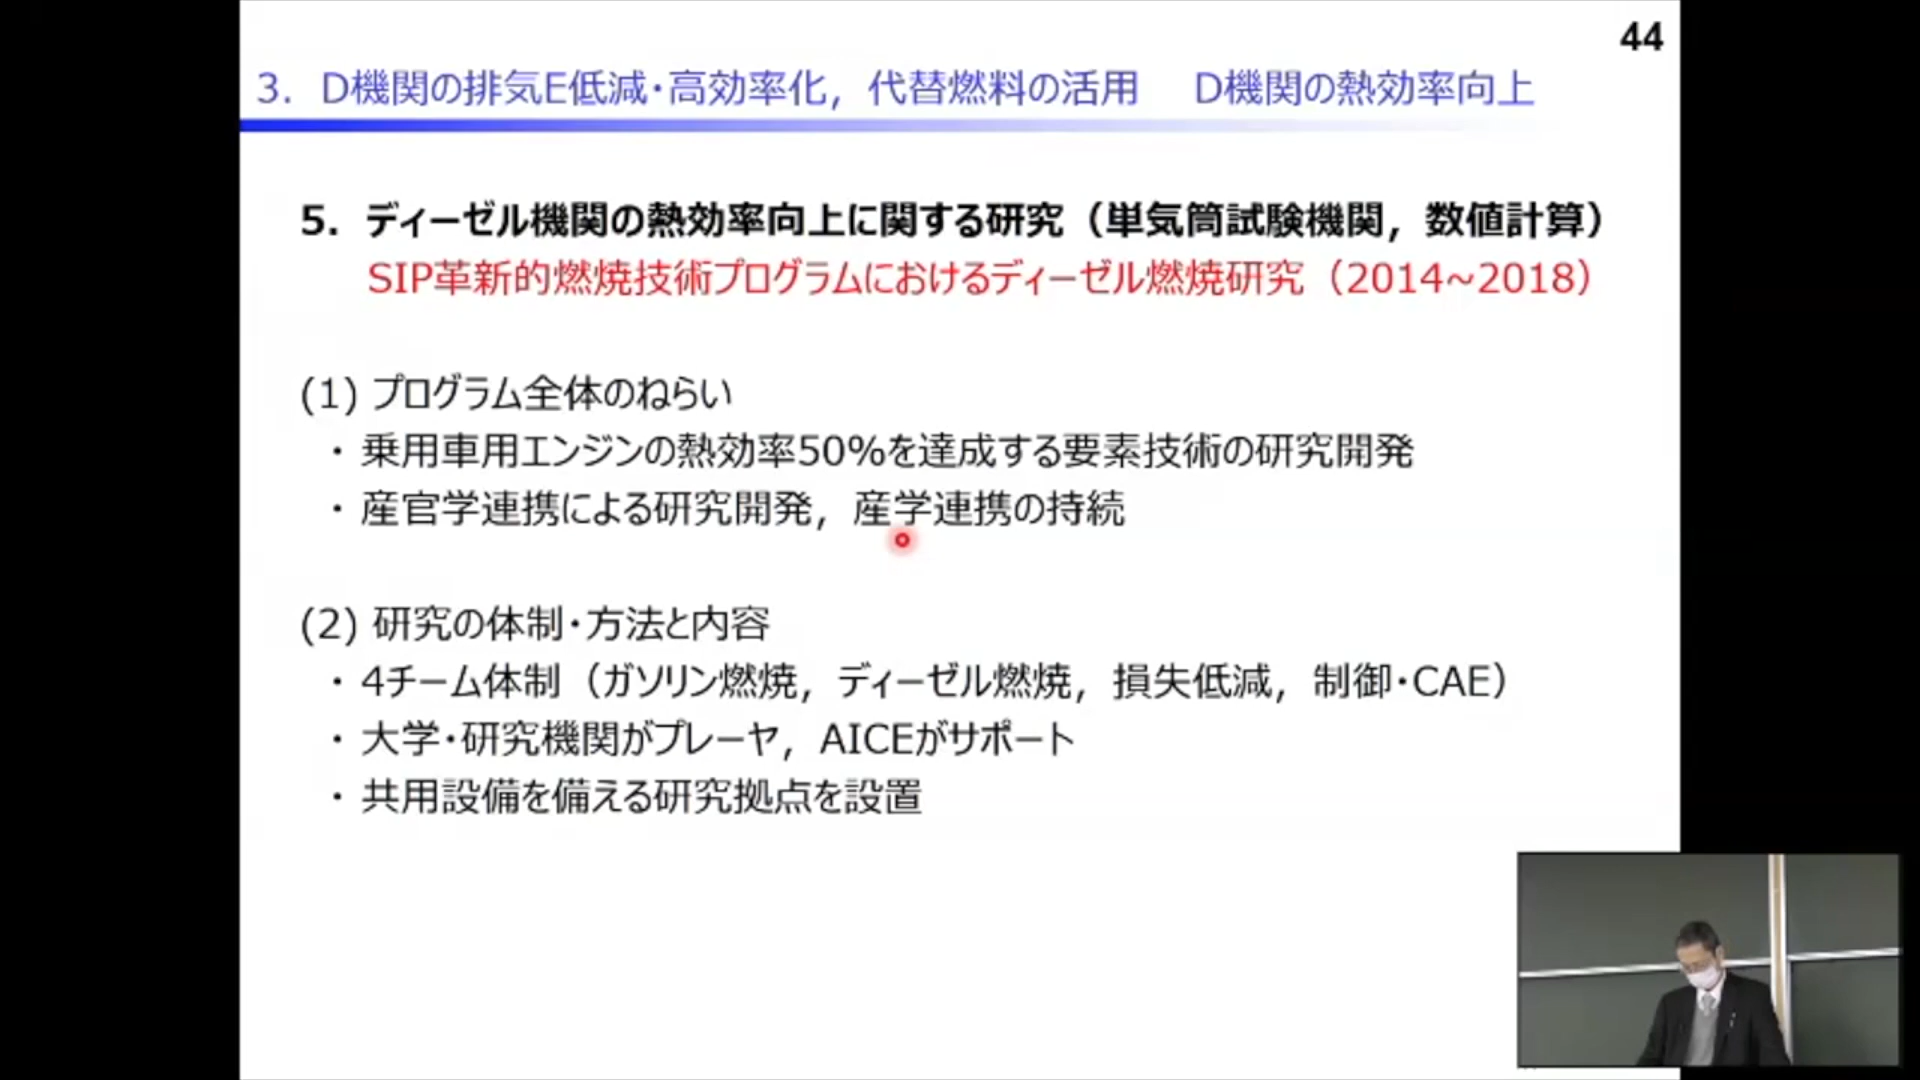 44
3．D機関の排気E低減・高効率化，代替燃料の活用　D機関の熱効率向上
5．ディーゼル機関の熱効率向上に関する研究（単気筒試験機関，数値計算）
SIP革新的燃焼技術プログラムにおけるディーゼル燃焼研究（2014~2018）
(1) プログラム全体のねらい
・乗用車用エンジンの熱効率50%を達成する要素技術の研究開発
・産官学連携による研究開発，産学連携の持続
(2) 研究の体制・方法と内容
・4チーム体制（ガソリン燃焼，ディーゼル燃焼，損失低減，制御・CAE）
・大学・研究機関がプレーヤ，AICEがサポート
・共用設備を備える研究拠点を設置